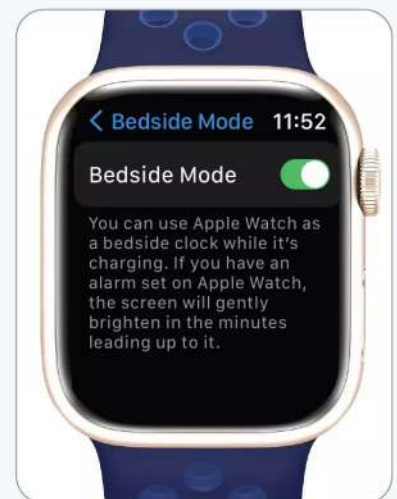 < Bedside Mode 11:52
Bedside Mode
You can use Apple Watch as
a bedside clock while it's
charging. If you have an
alarm set on Apple Watch,
the screen will gently
brighten in the minutes
leading up to it.